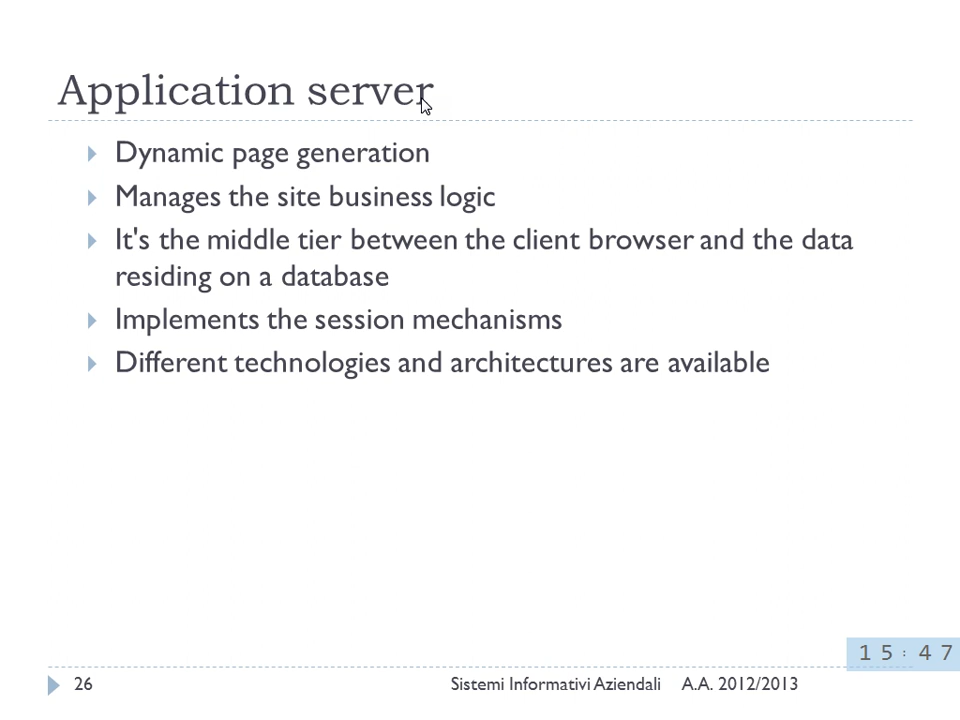 Application server
Dynamic page generation
Manages the site business logic
It's the middle tier between the client browser and the data
residing on a database
Implements the session mechanisms
Different technologies and architectures are available
15:47
26
Sistemi Informativi Aziendali A.A. 2012/2013